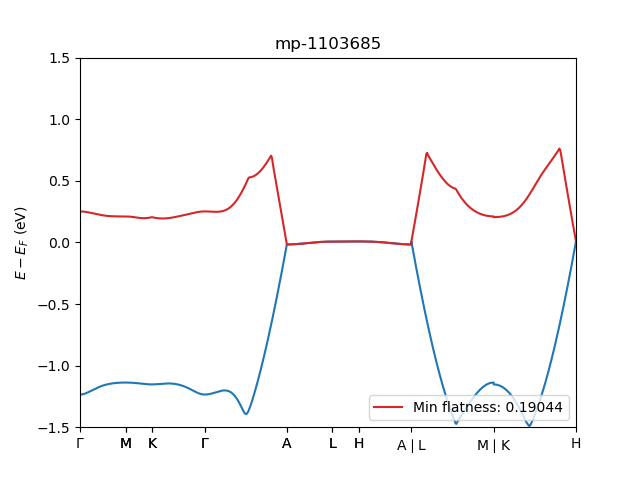 mp-1103685
1.5
1.0
0.5
0.0
−0.5
−1.0
−1.5
E − E_F (eV)
Min flatness: 0.19044
Γ M K Γ A L H A | L M | K H